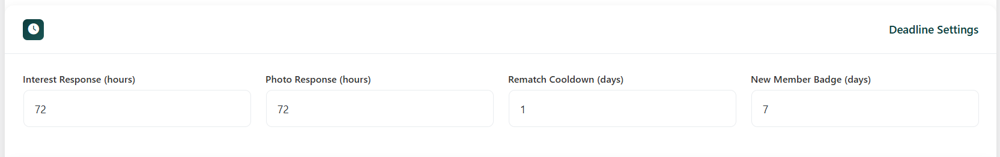 Deadline Settings
Interest Response (hours)
72
Photo Response (hours)
72
Rematch Cooldown (days)
1
New Member Badge (days)
7